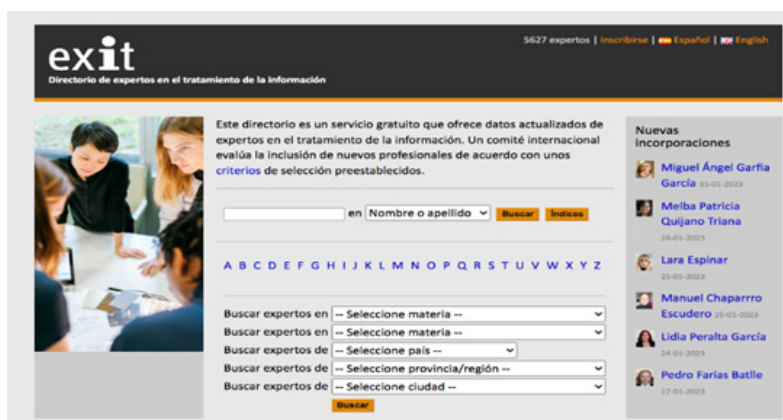 5627 expertos | Inscribirse | Español | English
exit
Directorio de expertos en el tratamiento de la información
Este directorio es un servicio gratuito que ofrece datos actualizados de
expertos en el tratamiento de la información. Un comité internacional
evalúa la inclusión de nuevos profesionales de acuerdo con unos
criterios de selección preestablecidos.
en Nombre o apellido Buscar Índices
A B C D E F G H I J K L M N O P Q R S T U V W X Y Z
Buscar expertos en -- Seleccione materia --
Buscar expertos en -- Seleccione materia --
Buscar expertos de -- Seleccione país --
Buscar expertos de -- Seleccione provincia/región --
Buscar expertos de -- Seleccione ciudad --
Buscar
Nuevas
incorporaciones
Miguel Ángel Garfia
García 31-01-2023
Melba Patricia
Quijano Triana
26-01-2023
Lara Espinar
25-01-2023
Manuel Chaparrro
Escudero 25-01-2023
Lidia Peralta García
24-01-2023
Pedro Farias Batlle
17-01-2023